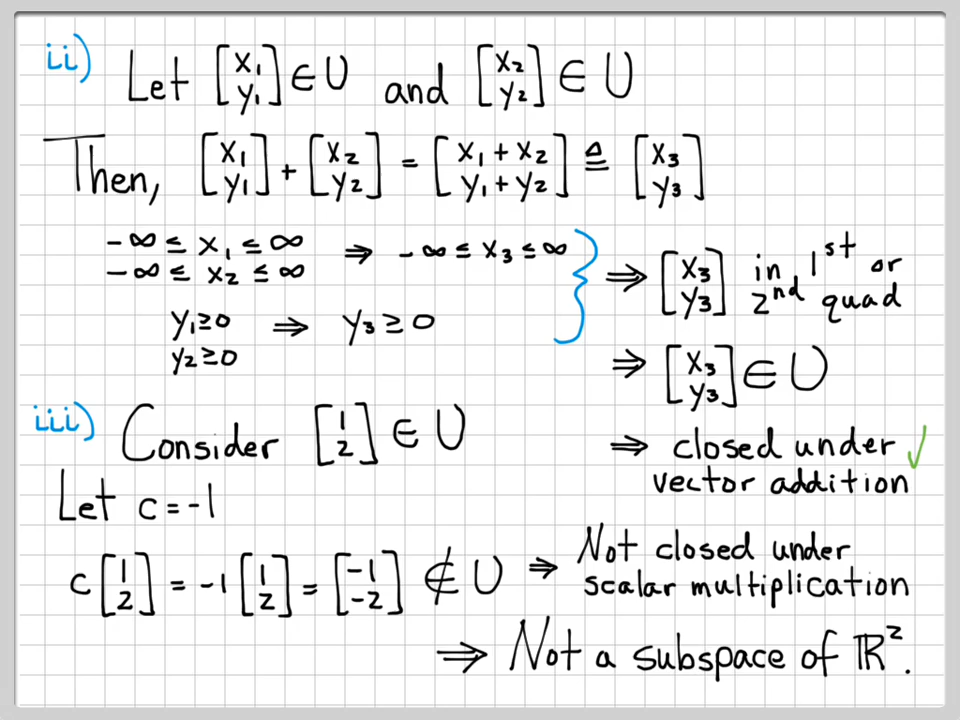 ii) Let [x₁ y₁] ∈ U and [x₂ y₂] ∈ U
Then, [x₁ y₁] + [x₂ y₂] = [x₁ + x₂ y₁ + y₂] ≜ [x₃ y₃]
-∞ ≤ x₁ ≤ ∞
-∞ ≤ x₂ ≤ ∞ ⇒ -∞ ≤ x₃ ≤ ∞
y₁ ≥ 0
y₂ ≥ 0 ⇒ y₃ ≥ 0
⇒ [x₃ y₃] in 1st or
2nd quad
⇒ [x₃ y₃] ∈ U
⇒ closed under ✓
vector addition
iii) Consider [1 2] ∈ U
Let c = -1
c[1 2] = -1[1 2] = [-1 -2] ∉ U ⇒ Not closed under
scalar multiplication
⇒ Not a subspace of ℝ².